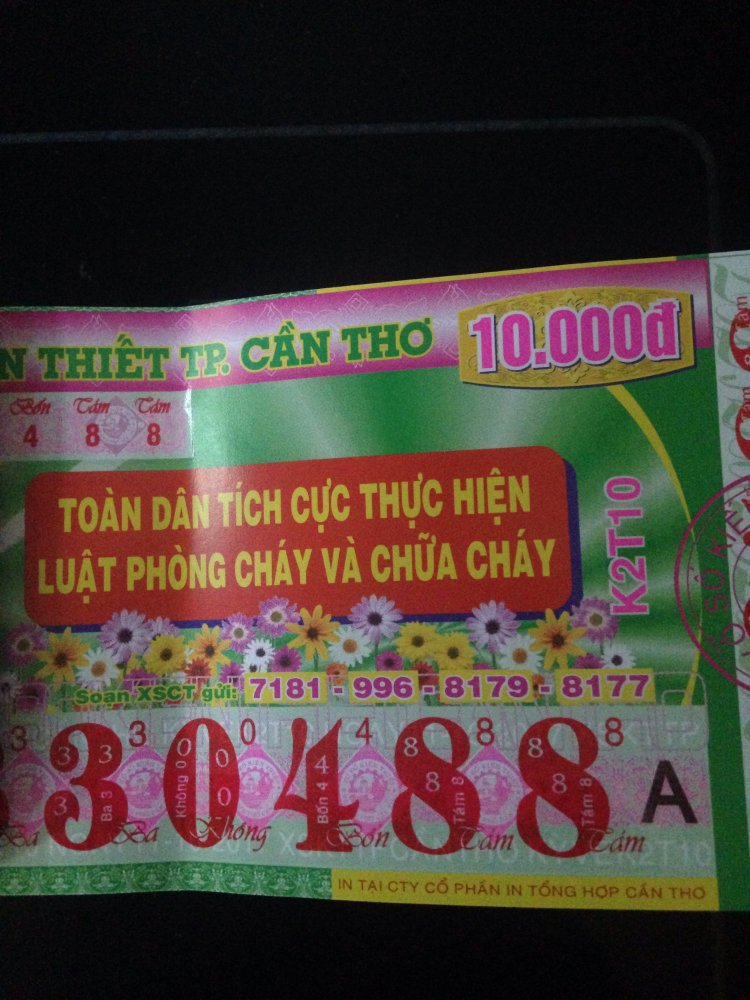 N THIẾT TP. CẦN THƠ
10.000đ
Bốn Tám Tám
4 8 8
TOÀN DÂN TÍCH CỰC THỰC HIỆN
LUẬT PHÒNG CHÁY VÀ CHỮA CHÁY
K2T10
Soạn XSCT gửi: 7181 - 996 - 8179 - 8177
330488 A
Ba Ba Không Bốn Tám Tám
IN TẠI CTY CỔ PHẦN IN TỔNG HỢP CẦN THƠ